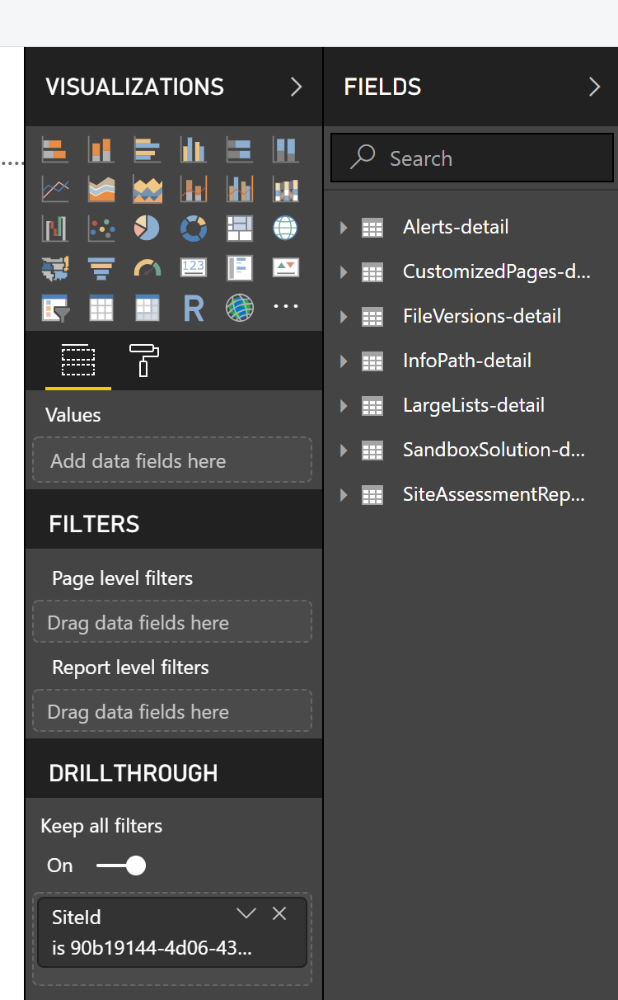 VISUALIZATIONS
123
R
Values
Add data fields here
FILTERS
Page level filters
Drag data fields here
Report level filters
Drag data fields here
DRILLTHROUGH
Keep all filters
On
SiteId
is 90b19144-4d06-43...
FIELDS
Search
Alerts-detail
CustomizedPages-d...
FileVersions-detail
InfoPath-detail
LargeLists-detail
SandboxSolution-d...
SiteAssessmentRep...